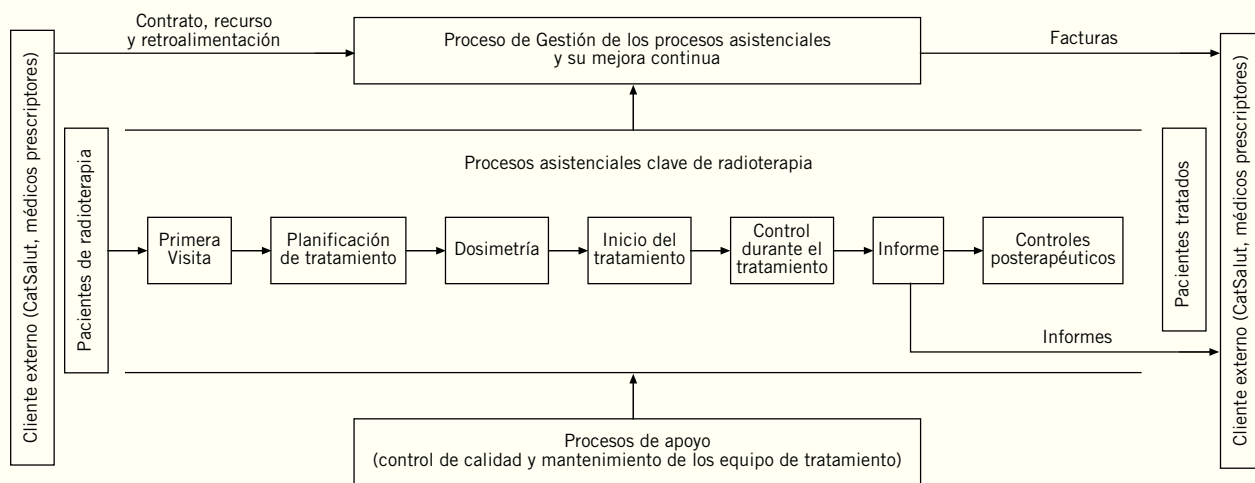 Contrato, recurso
y retroalimentación
Proceso de Gestión de los procesos asistenciales
y su mejora continua
Facturas
Cliente externo (CatSalut, médicos prescriptores)
Pacientes de radioterapia
Procesos asistenciales clave de radioterapia
Primera
Visita
Planificación
de tratamiento
Dosimetría
Inicio del
tratamiento
Control
durante el
tratamiento
Informe
Controles
posterapéuticos
Pacientes tratados
Cliente externo (CatSalut, médicos prescriptores)
Informes
Procesos de apoyo
(control de calidad y mantenimiento de los equipo de tratamiento)